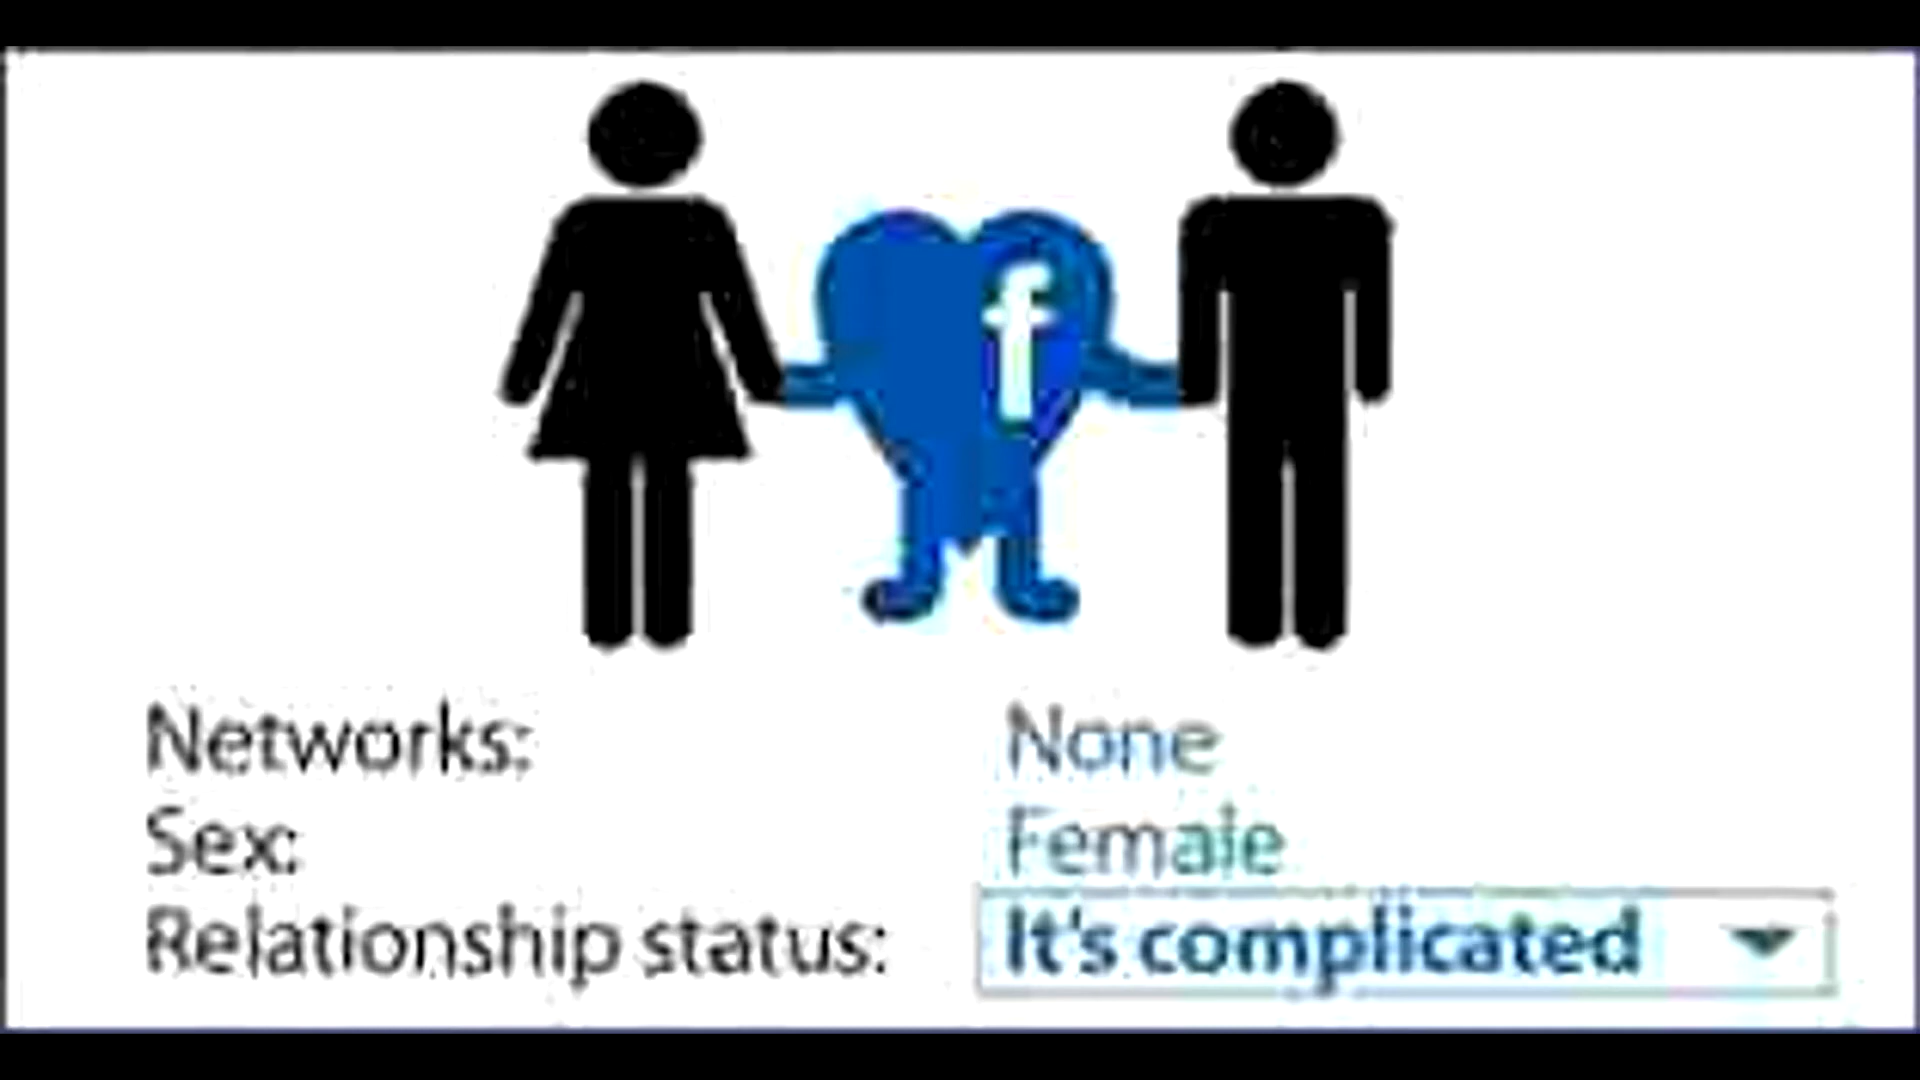 f
Networks: None
Sex: Female
Relationship status: It's complicated